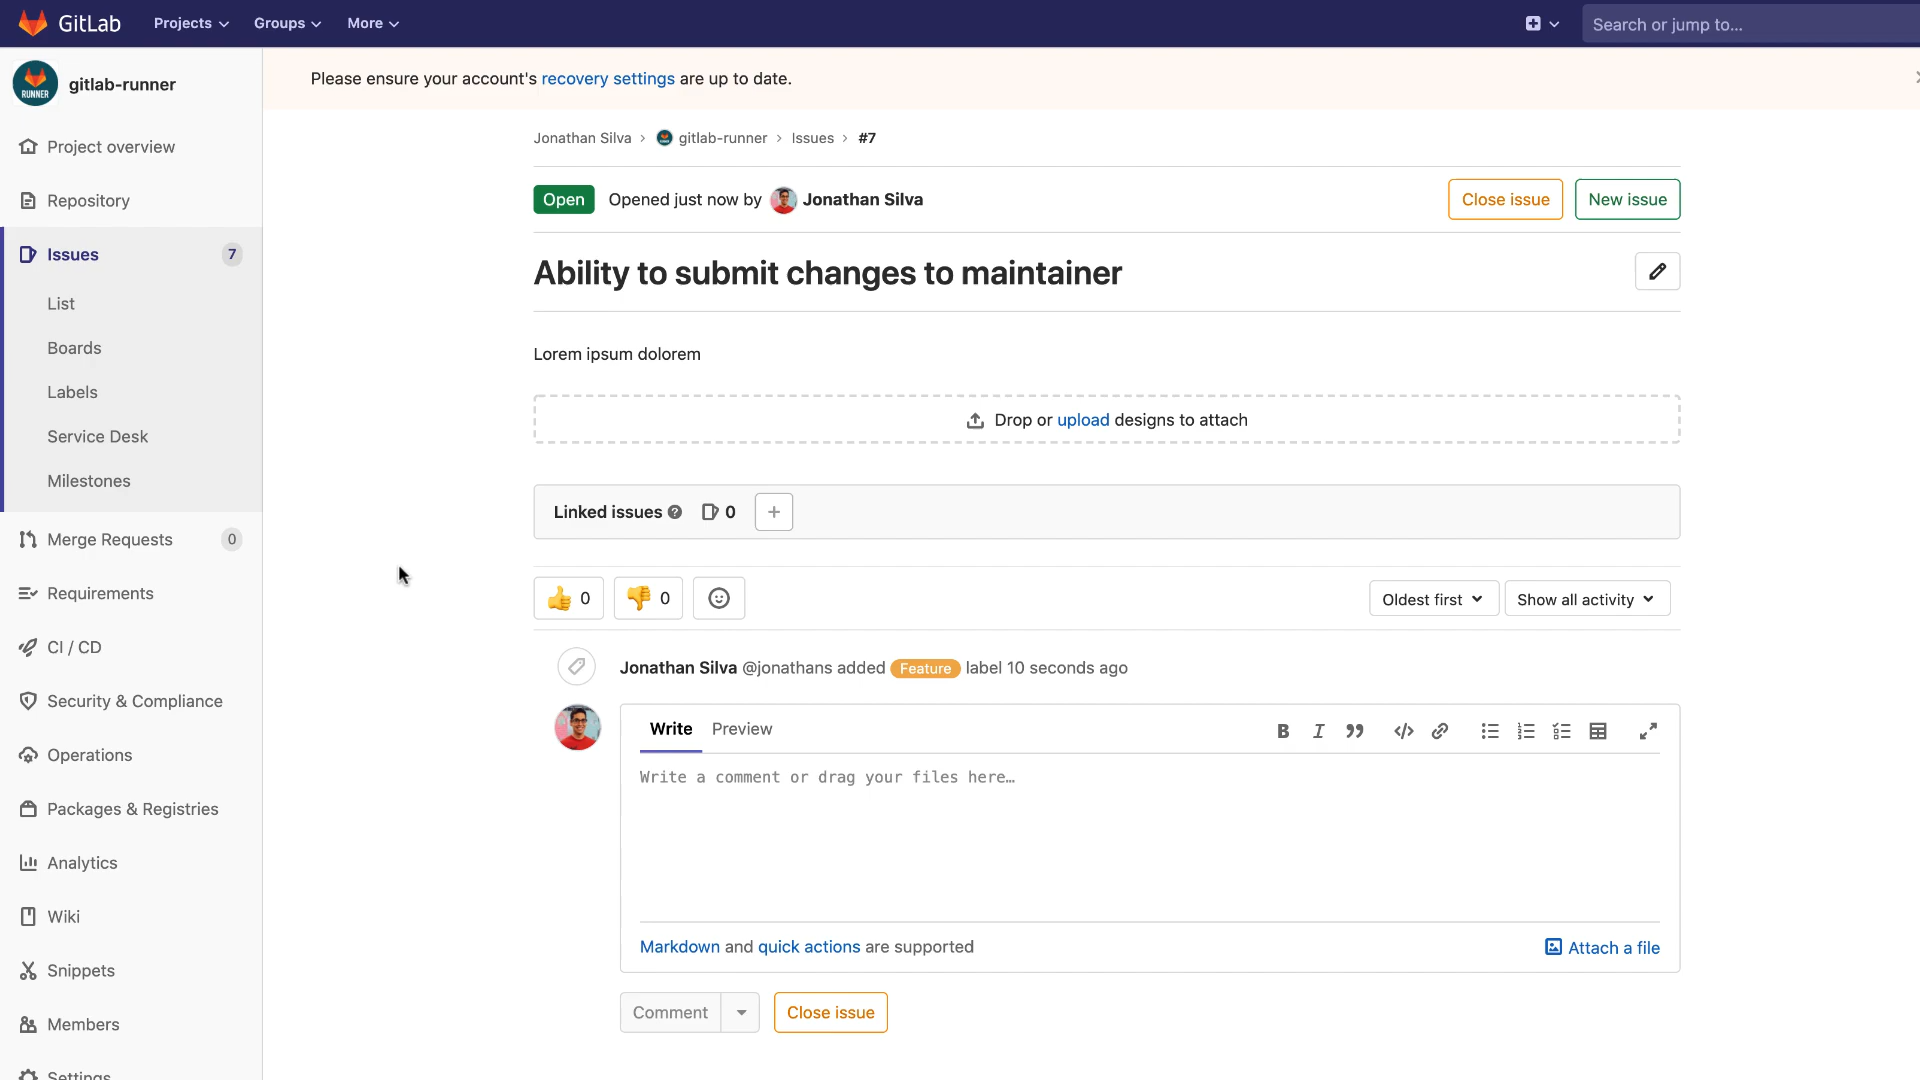 GitLab
Projects
Groups
More
Search or jump to...
RUNNER
gitlab-runner
Please ensure your account's recovery settings are up to date.
Project overview
Repository
Issues
7
List
Boards
Labels
Service Desk
Milestones
Merge Requests
0
Requirements
CI / CD
Security & Compliance
Operations
Packages & Registries
Analytics
Wiki
Snippets
Members
Settings
Jonathan Silva › gitlab-runner › Issues › #7
Open
Opened just now by Jonathan Silva
Close issue
New issue
Ability to submit changes to maintainer
Lorem ipsum dolorem
Drop or upload designs to attach
Linked issues
0
👍 0
👎 0
Oldest first
Show all activity
Jonathan Silva @jonathans added Feature label 10 seconds ago
Write
Preview
Write a comment or drag your files here…
Markdown and quick actions are supported
Attach a file
Comment
Close issue